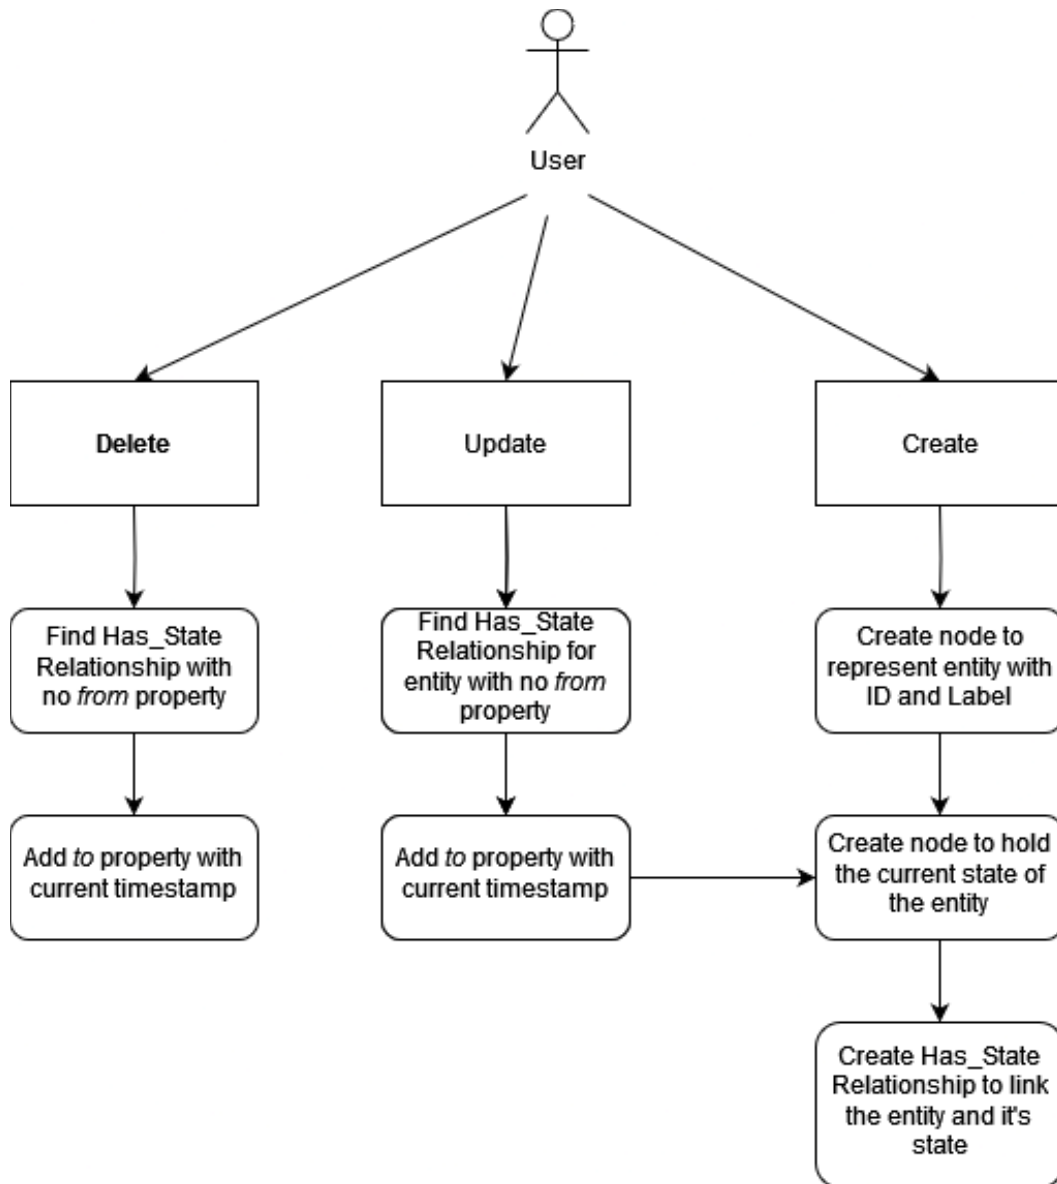 User
Delete
Update
Create
Find Has_State
Relationship with
no from property
Find Has_State
Relationship for
entity with no from
property
Create node to
represent entity with
ID and Label
Add to property with
current timestamp
Add to property with
current timestamp
Create node to hold
the current state of
the entity
Create Has_State
Relationship to link
the entity and it's
state